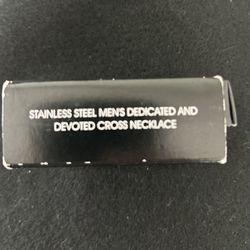 STAINLESS STEEL MEN'S DEDICATED AND
DEVOTED CROSS NECKLACE